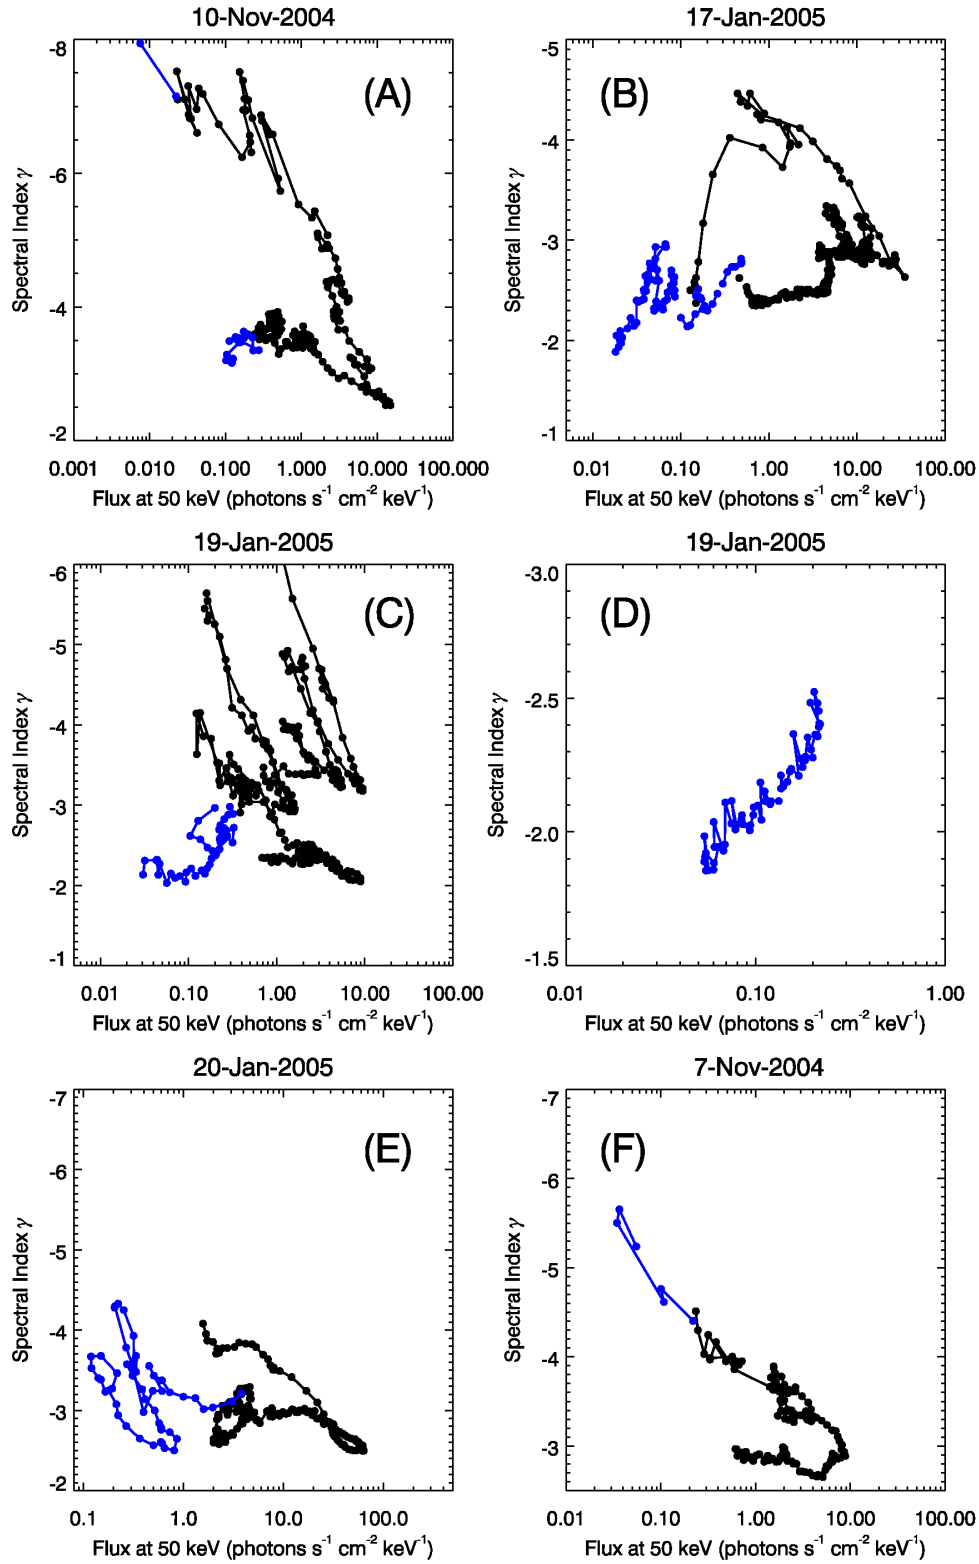 10-Nov-2004
17-Jan-2005
-8
-6
-4
-2
(A)
Spectral Index γ
0.001
0.010
0.100
1.000
10.000
100.000
Flux at 50 keV (photons s⁻¹ cm⁻² keV⁻¹)
-5
-4
-3
-2
-1
(B)
Spectral Index γ
0.01
0.10
1.00
10.00
100.00
Flux at 50 keV (photons s⁻¹ cm⁻² keV⁻¹)
19-Jan-2005
19-Jan-2005
-6
-5
-4
-3
-2
-1
(C)
Spectral Index γ
0.01
0.10
1.00
10.00
100.00
Flux at 50 keV (photons s⁻¹ cm⁻² keV⁻¹)
-3.0
-2.5
-2.0
-1.5
(D)
Spectral Index γ
0.01
0.10
1.00
Flux at 50 keV (photons s⁻¹ cm⁻² keV⁻¹)
20-Jan-2005
7-Nov-2004
-7
-6
-5
-4
-3
-2
(E)
Spectral Index γ
0.1
1.0
10.0
100.0
Flux at 50 keV (photons s⁻¹ cm⁻² keV⁻¹)
-7
-6
-5
-4
-3
(F)
Spectral Index γ
0.01
0.10
1.00
10.00
100.00
Flux at 50 keV (photons s⁻¹ cm⁻² keV⁻¹)